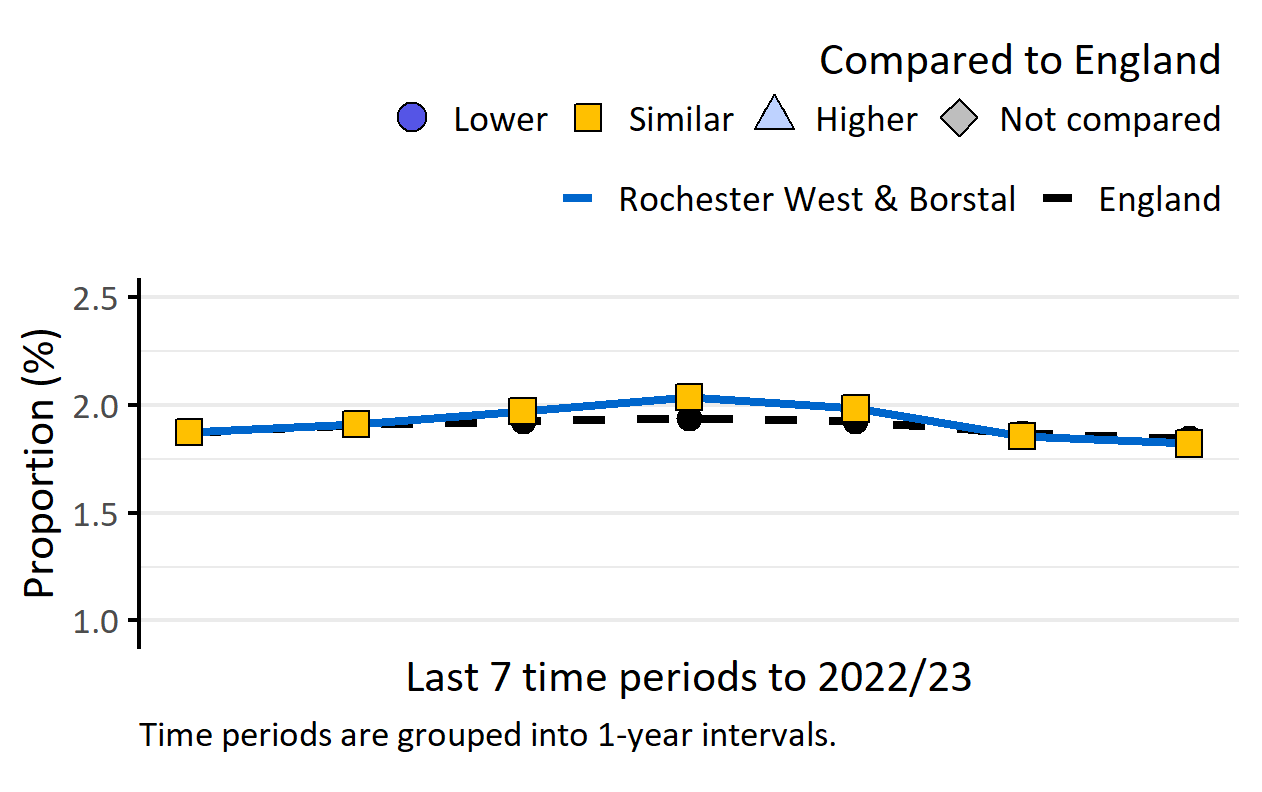 Compared to England
Lower Similar Higher Not compared
Rochester West & Borstal England
2.5
2.0
1.5
1.0
Proportion (%)
Last 7 time periods to 2022/23
Time periods are grouped into 1-year intervals.